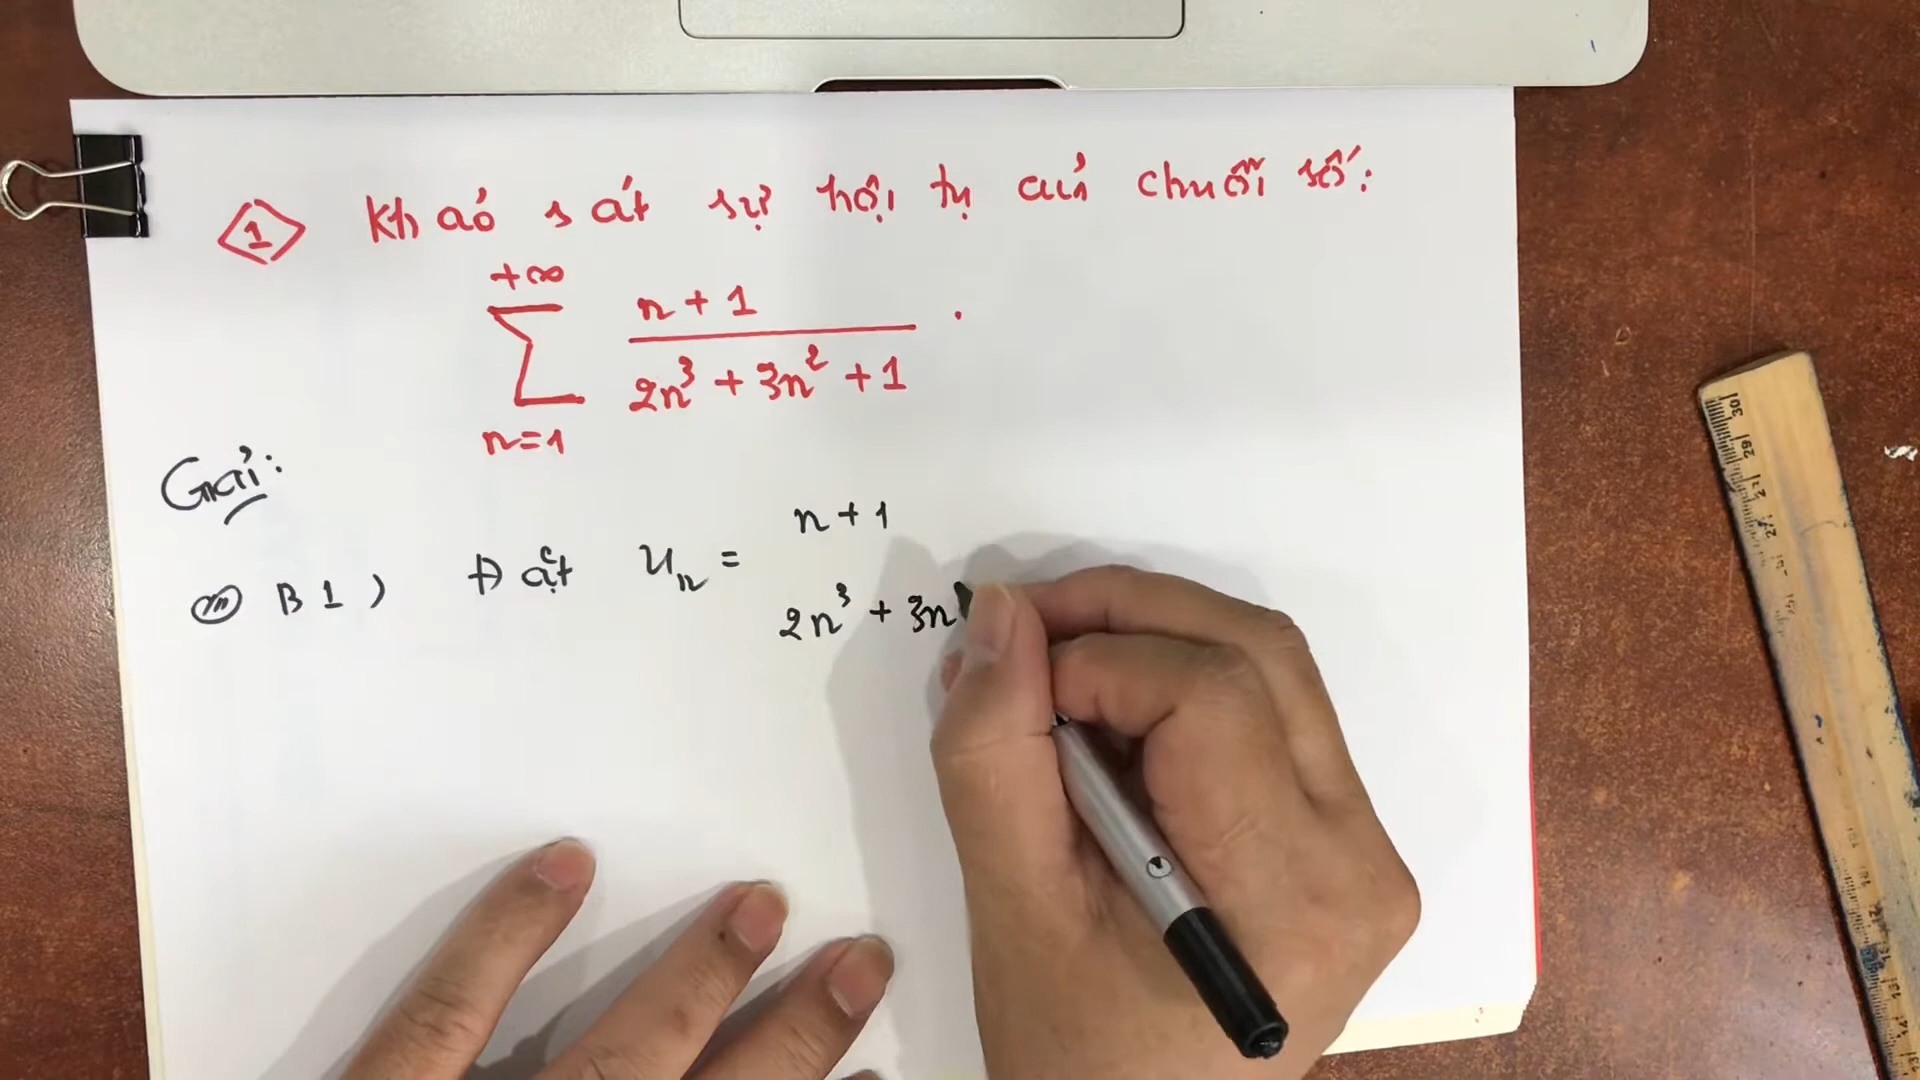 1 Khảo sát sự hội tụ của chuỗi số:
+∞
∑ n + 1 / 2n³ + 3n² + 1 .
n=1
Giải:
B1) Đặt uₙ = n + 1
2n³ + 3n